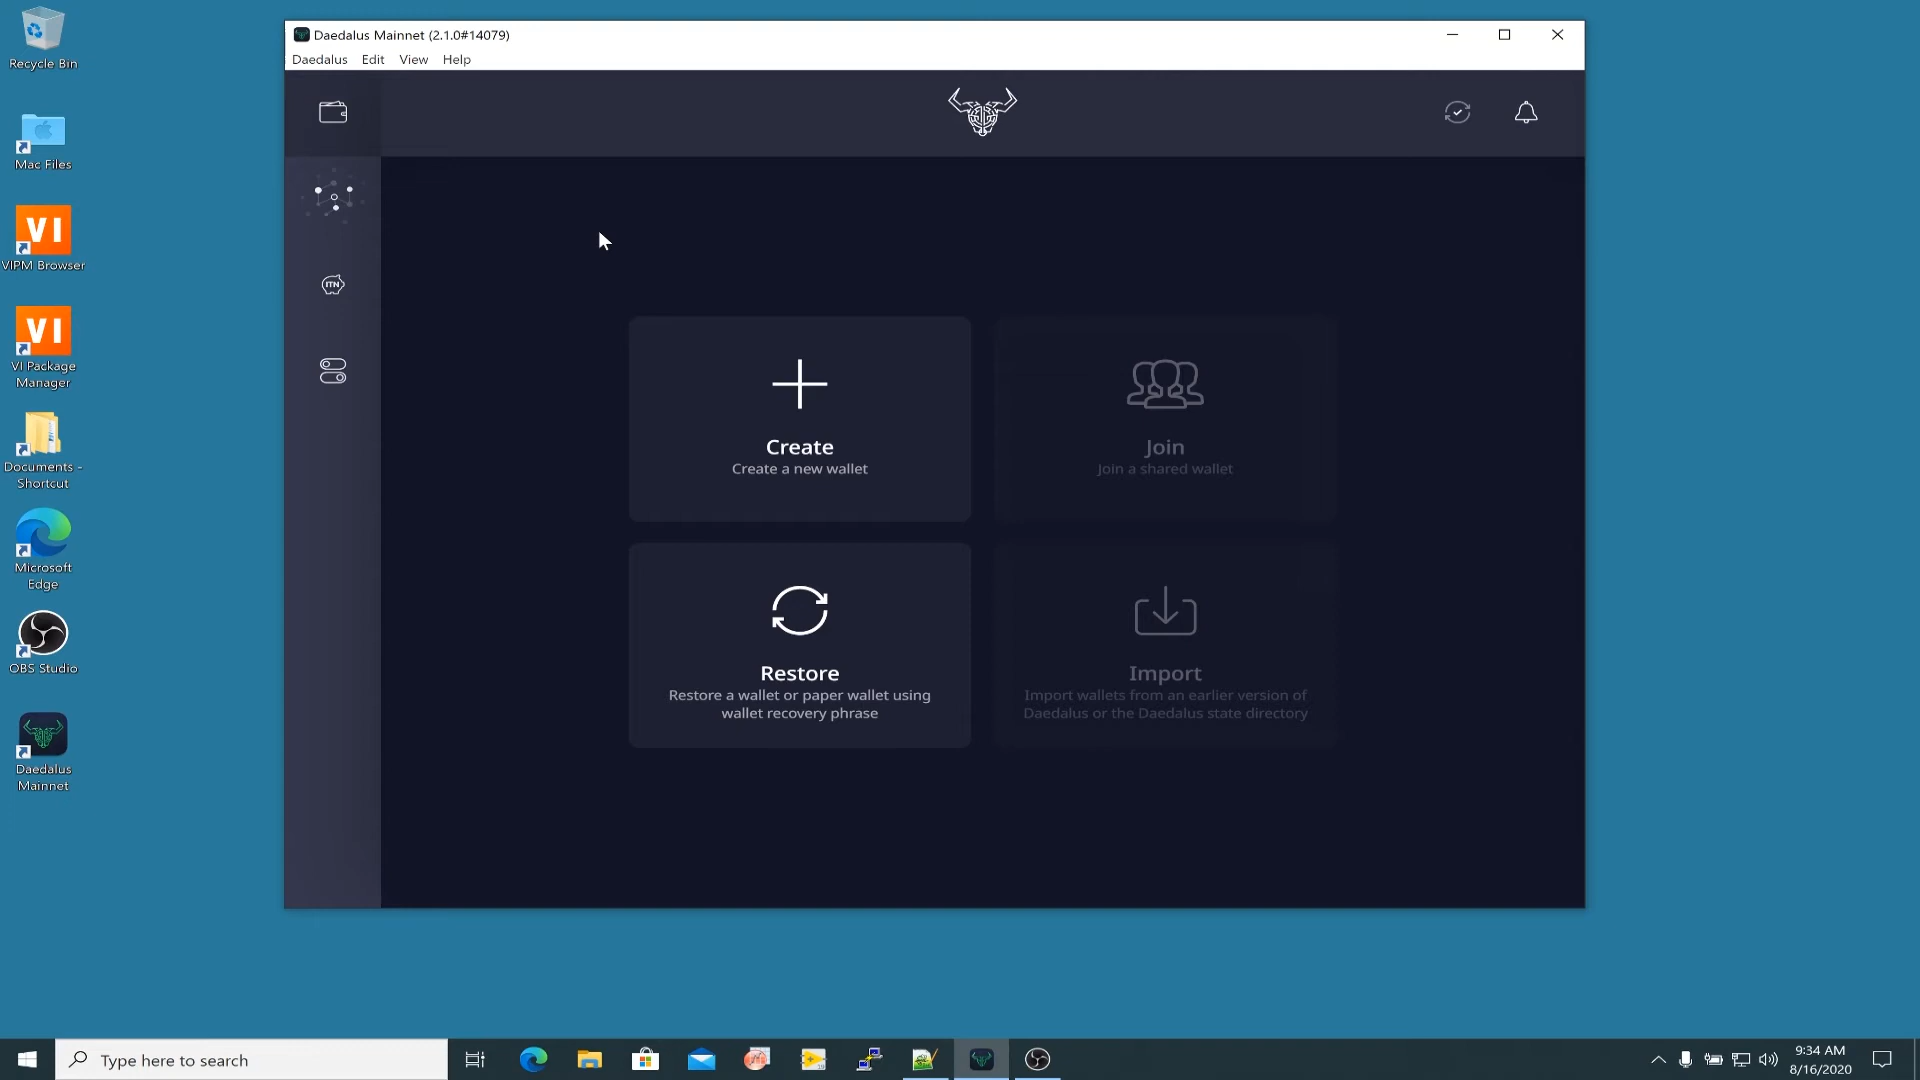 Recycle Bin
Mac Files
VI
VIPM Browser
VI
VI Package
Manager
Documents -
Shortcut
Microsoft
Edge
OBS Studio
Daedalus
Mainnet
Daedalus Mainnet (2.1.0#14079)
Daedalus Edit View Help
ITN
Create
Create a new wallet
Join
Join a shared wallet
Restore
Restore a wallet or paper wallet using
wallet recovery phrase
Import
Import wallets from an earlier version of
Daedalus or the Daedalus state directory
Type here to search
9:34 AM
8/16/2020